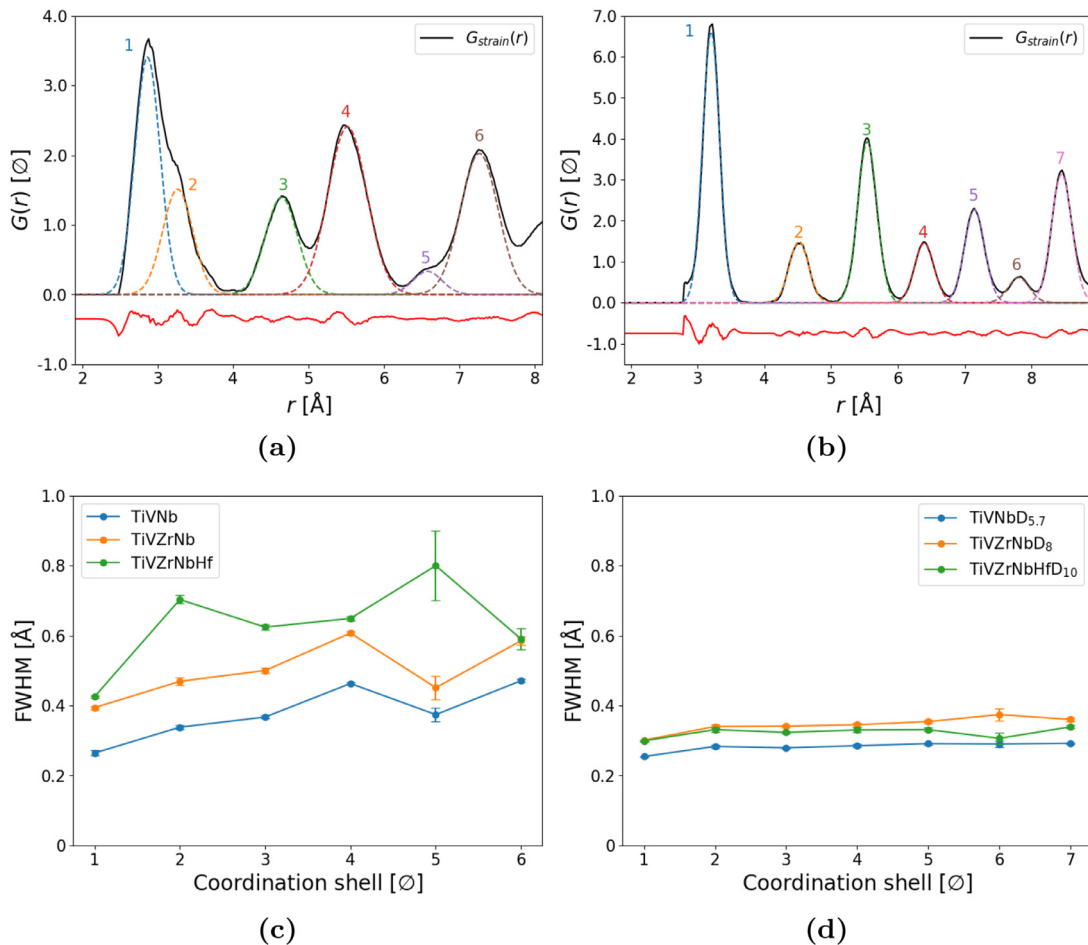 4.0
3.0
2.0
1.0
0.0
-1.0
G(r) [∅]
1
2
3
4
5
6
G_strain(r)
2 3 4 5 6 7 8
r [Å]
(a)
7.0
6.0
5.0
4.0
3.0
2.0
1.0
0.0
-1.0
G(r) [∅]
1
2
3
4
5
6
7
G_strain(r)
2 3 4 5 6 7 8
r [Å]
(b)
1.0
0.8
0.6
0.4
0.2
0
FWHM [Å]
TiVNb
TiVZrNb
TiVZrNbHf
1 2 3 4 5 6
Coordination shell [∅]
(c)
1.0
0.8
0.6
0.4
0.2
0
FWHM [Å]
TiVNbD₅.₇
TiVZrNbD₈
TiVZrNbHfD₁₀
1 2 3 4 5 6 7
Coordination shell [∅]
(d)